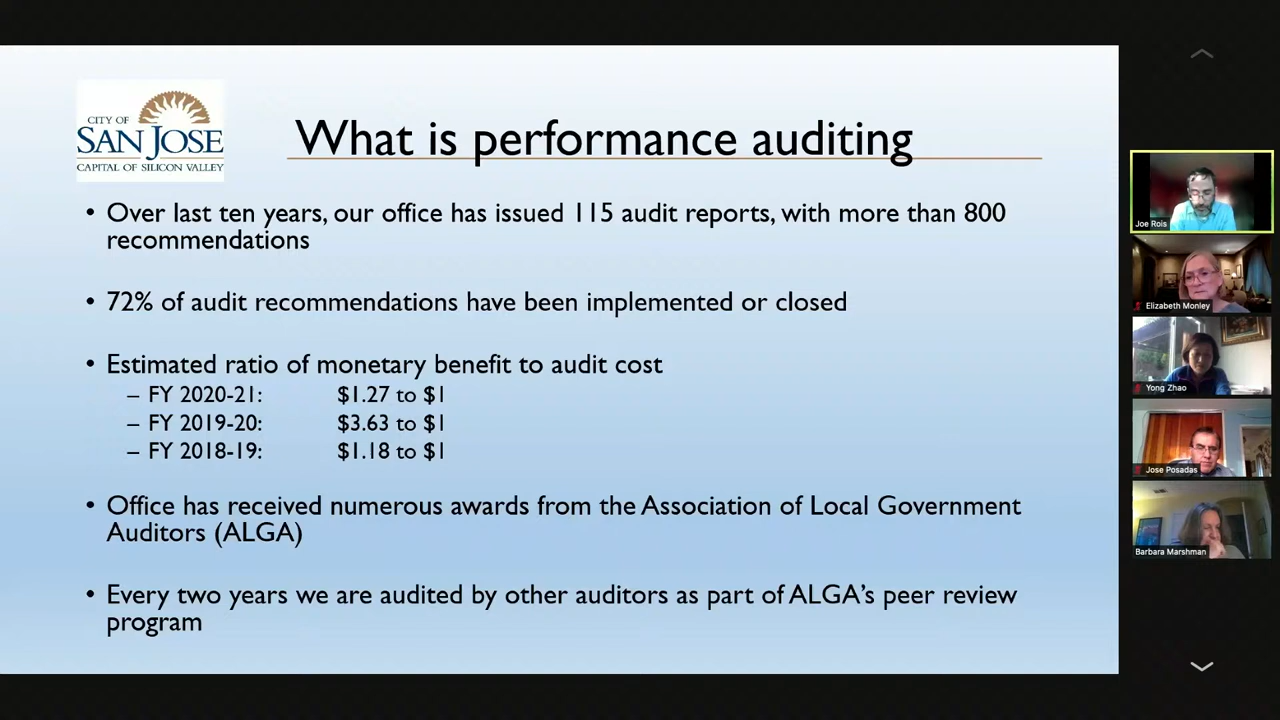 CITY OF
SAN JOSE
CAPITAL OF SILICON VALLEY
What is performance auditing
• Over last ten years, our office has issued 115 audit reports, with more than 800
recommendations
• 72% of audit recommendations have been implemented or closed
• Estimated ratio of monetary benefit to audit cost
– FY 2020-21: $1.27 to $1
– FY 2019-20: $3.63 to $1
– FY 2018-19: $1.18 to $1
• Office has received numerous awards from the Association of Local Government
Auditors (ALGA)
• Every two years we are audited by other auditors as part of ALGA’s peer review
program
Joe Rois
Elizabeth Monley
Yong Zhao
Jose Posadas
Barbara Marshman